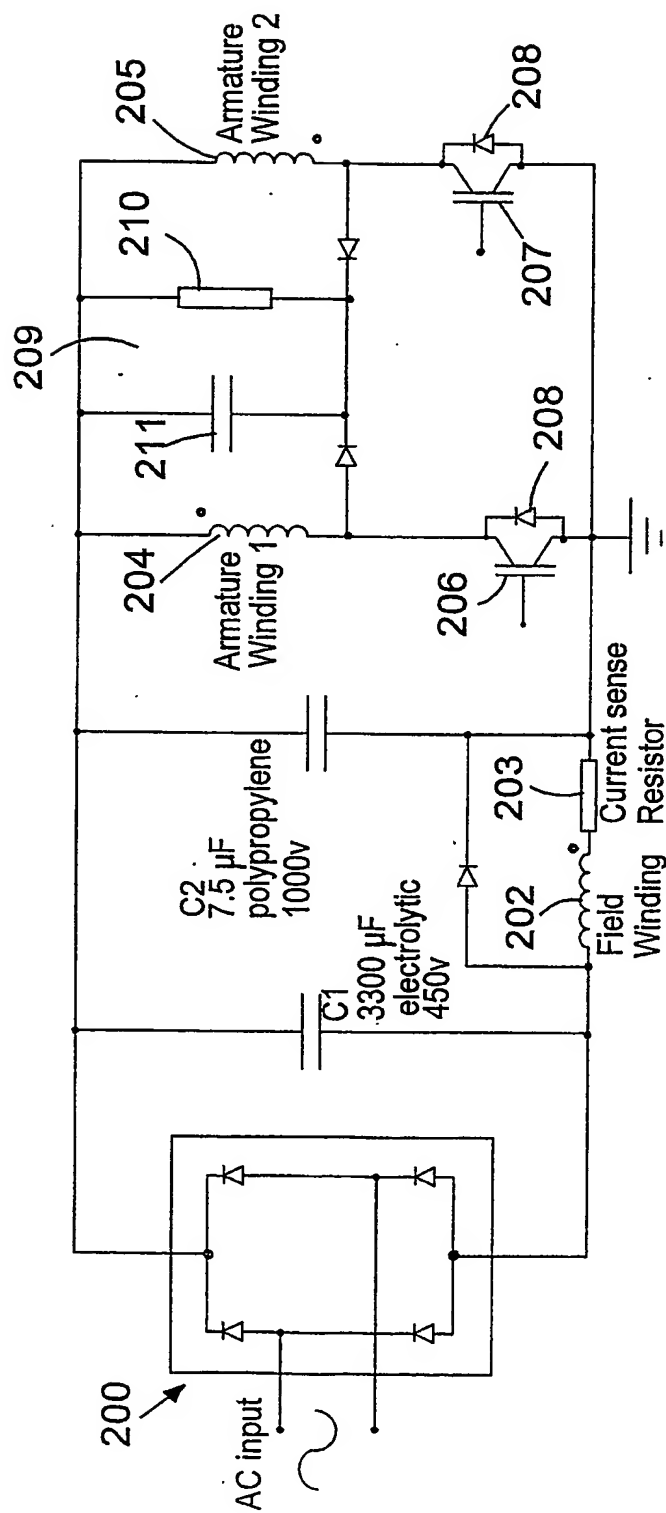 200
AC input
C1
3300 µF
electrolytic
450v
C2
7.5 µF
polypropylene
1000v
202
Field
Winding
203
Current sense
Resistor
204
Armature
Winding 1
211
209
210
205
Armature
Winding 2
206
208
207
208